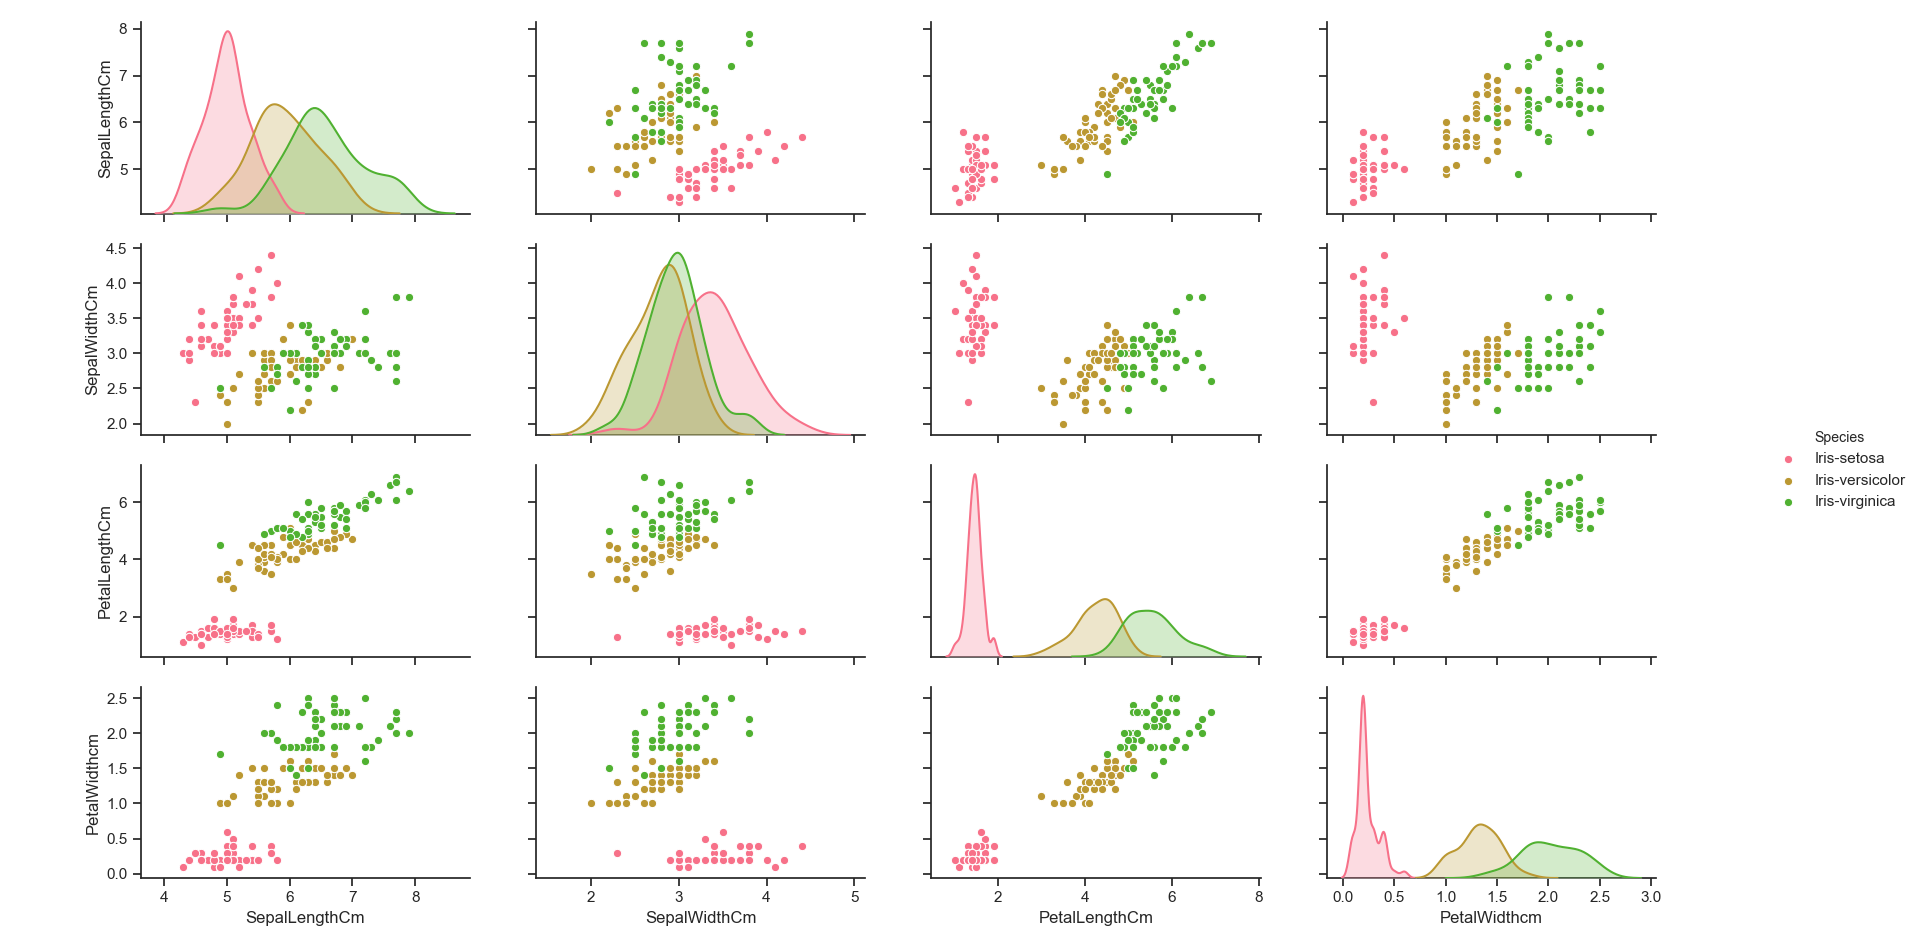 8
7
6
5
SepalLengthCm
4.5
4.0
3.5
3.0
2.5
2.0
SepalWidthCm
6
4
2
PetalLengthCm
2.5
2.0
1.5
1.0
0.5
0.0
PetalWidthcm
4 5 6 7 8
SepalLengthCm
2 3 4 5
SepalWidthCm
2 4 6 8
PetalLengthCm
0.0 0.5 1.0 1.5 2.0 2.5 3.0
PetalWidthcm
Species
Iris-setosa
Iris-versicolor
Iris-virginica